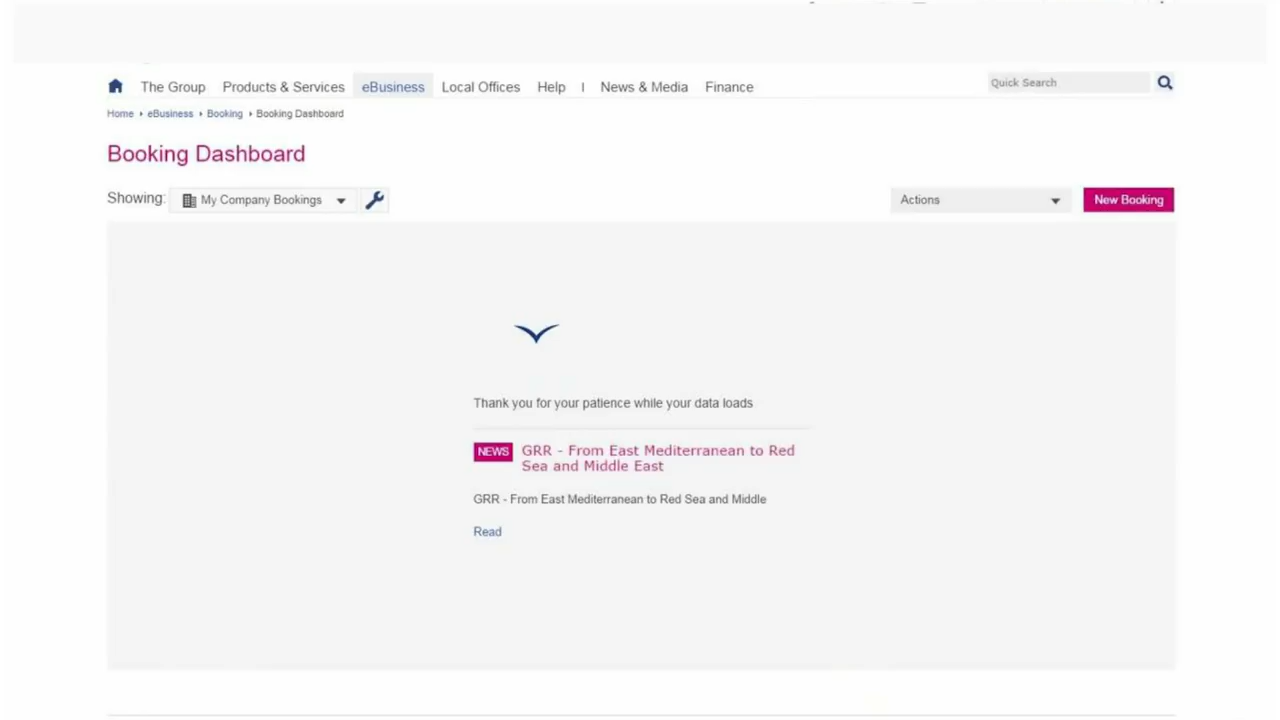 The Group Products & Services eBusiness Local Offices Help | News & Media Finance Quick Search
Home › eBusiness › Booking › Booking Dashboard
Booking Dashboard
Showing: My Company Bookings Actions New Booking
Thank you for your patience while your data loads
NEWS GRR - From East Mediterranean to Red
Sea and Middle East
GRR - From East Mediterranean to Red Sea and Middle
Read